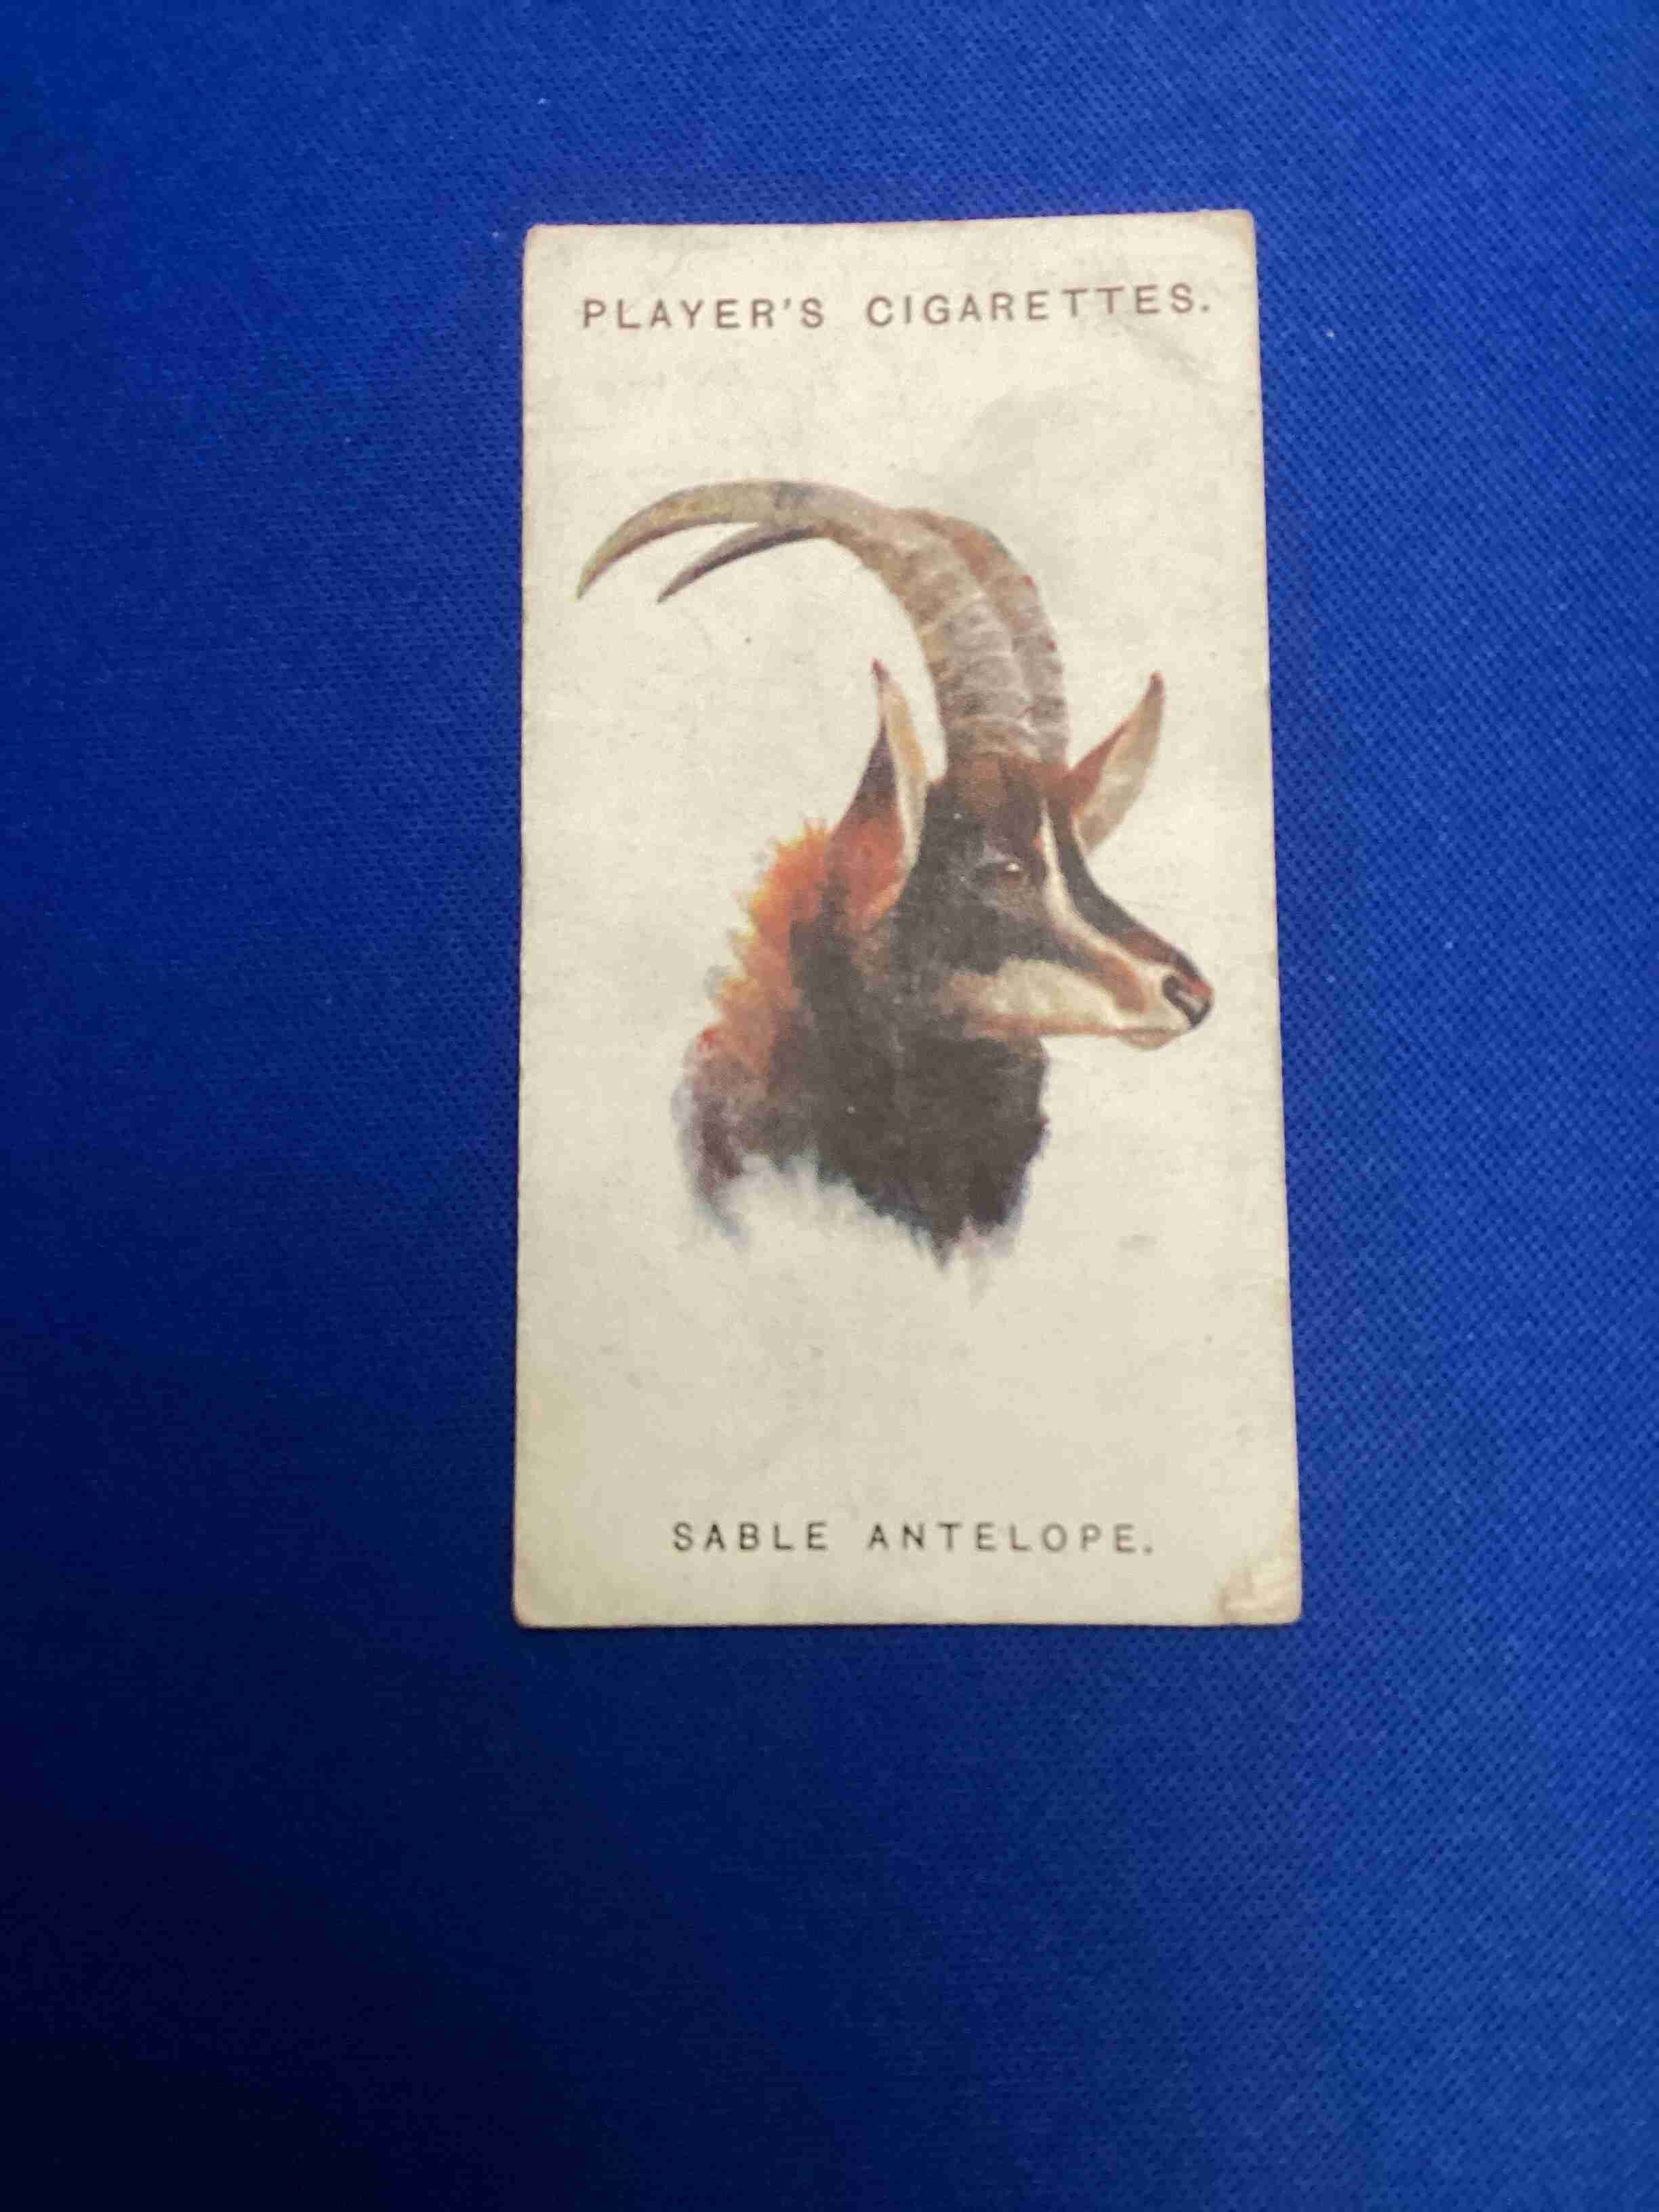 PLAYER'S CIGARETTES.
SABLE ANTELOPE.